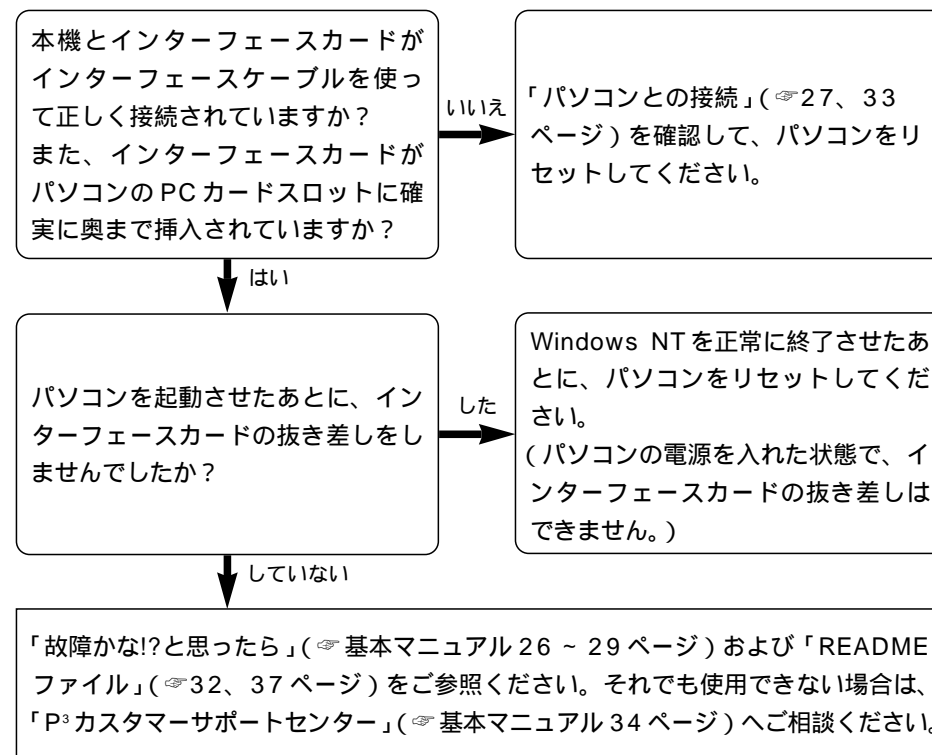 本機とインターフェースカードが
インターフェースケーブルを使っ
て正しく接続されていますか？
また、インターフェースカードが
パソコンの PC カードスロットに確
実に奥まで挿入されていますか？
いいえ
「パソコンとの接続」(☞27、33
ページ)を確認して、パソコンをリ
セットしてください。
はい
パソコンを起動させたあとに、イン
ターフェースカードの抜き差しをし
ませんでしたか？
した
Windows NTを正常に終了させたあ
とに、パソコンをリセットしてくだ
さい。
(パソコンの電源を入れた状態で、イ
ンターフェースカードの抜き差しは
できません。)
していない
「故障かな!?と思ったら」(☞ 基本マニュアル 26 ~ 29 ページ)および「README
ファイル」(☞32、37 ページ)をご参照ください。それでも使用できない場合は、
「P³ カスタマーサポートセンター」(☞ 基本マニュアル 34 ページ)へご相談ください。